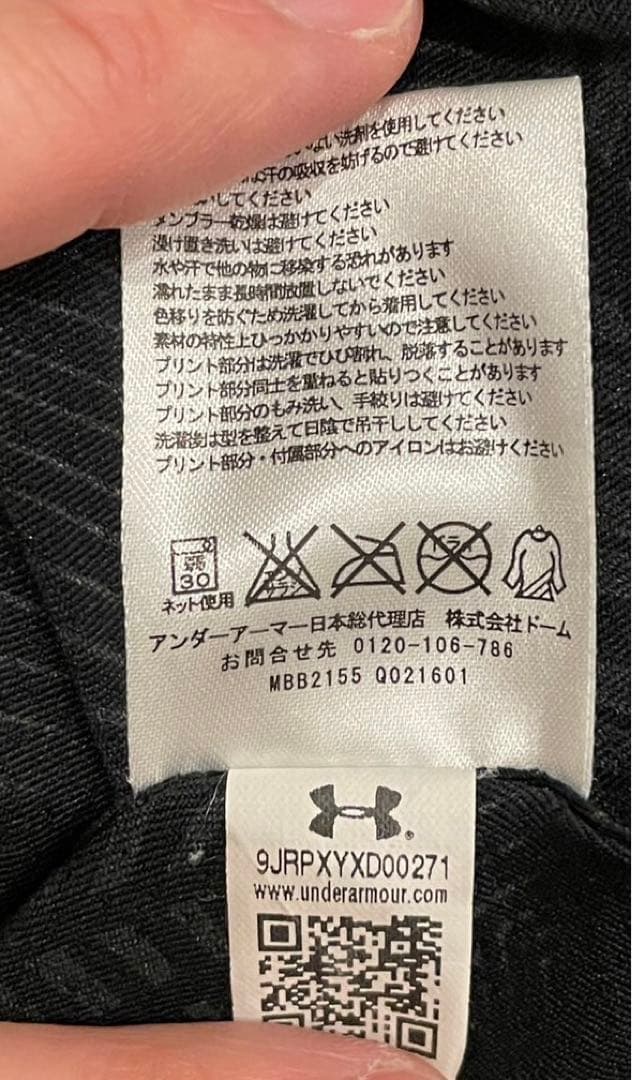 ない洗剤を使用してください
汗の吸収を妨げるので避けてください
してください
タンブラー乾燥は避けてください
浸け置き洗いは避けてください
水や汗で他の物に移染する恐れがあります
濡れたまま長時間放置しないでください
色移りを防ぐため洗濯してから着用してください
素材の特性上ひっかかりやすいので注意してください
プリント部分は洗濯でひび割れ、脱落することがあります
プリント部分同士を重ねると貼りつくことがあります
プリント部分のもみ洗い、手絞りは避けてください
洗濯後は型を整えて日陰で吊干ししてください
プリント部分・付属部分へのアイロンはお避けください
弱 30 エンソ サラシ ドライ
ネット使用
アンダーアーマー日本総代理店 株式会社ドーム
お問合せ先 0120-106-786
MBB2155 Q021601
9JRPXYXD00271
www.underarmour.com